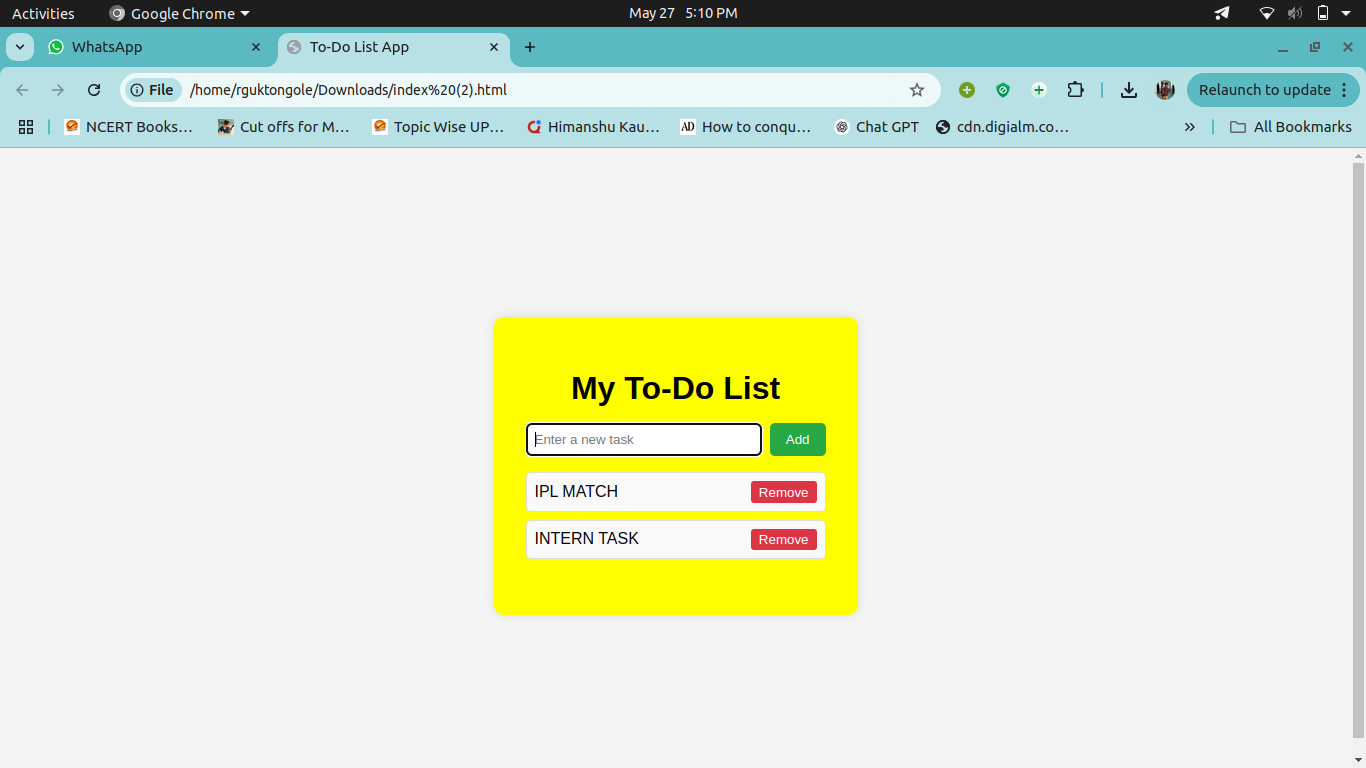 Activities Google Chrome May 27 5:10 PM
WhatsApp To-Do List App
File /home/rguktongole/Downloads/index%20(2).html Relaunch to update
NCERT Books… Cut offs for M… Topic Wise UP… Himanshu Kau… AD How to conqu… Chat GPT cdn.digialm.co… All Bookmarks
My To-Do List
Enter a new task Add
IPL MATCH Remove
INTERN TASK Remove